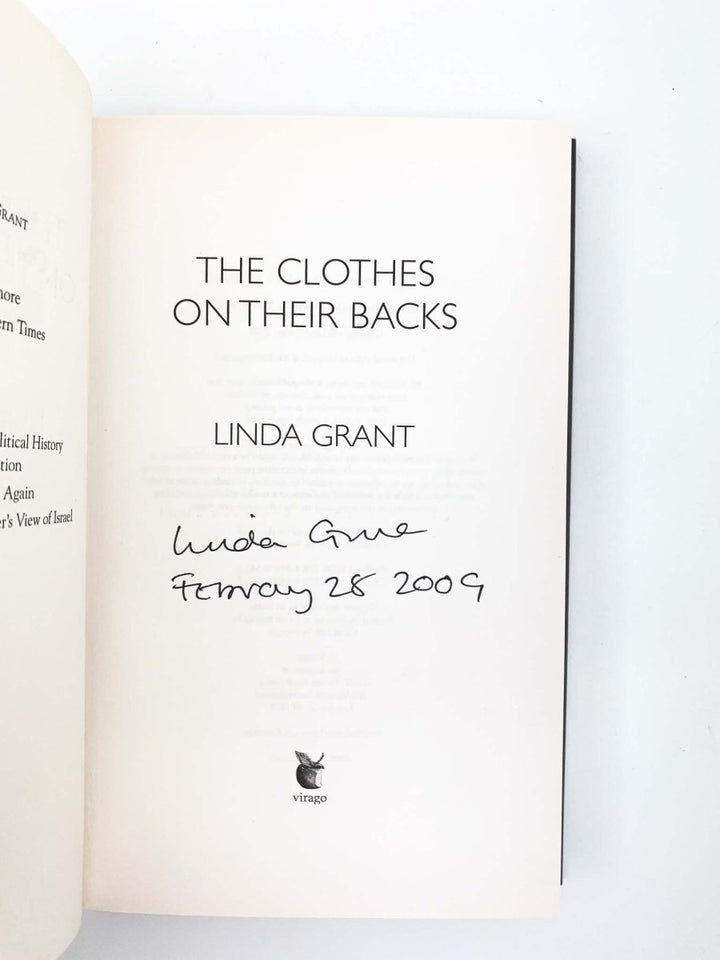 GRANT
nore
ern Times
litical History
tion
Again
r's View of Israel
THE CLOTHES
ON THEIR BACKS
LINDA GRANT
Linda Grant
February 28 2009
virago